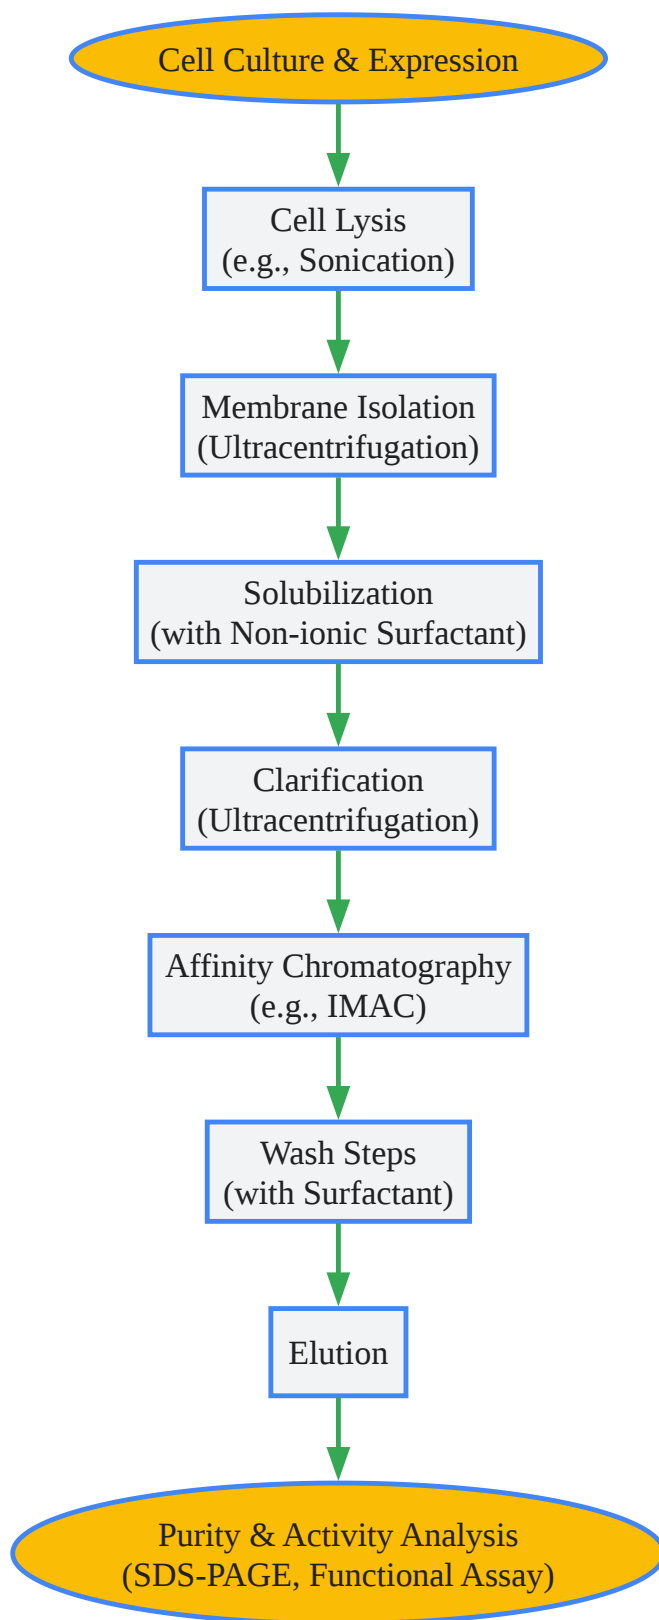 Cell Culture & Expression
Cell Lysis
(e.g., Sonication)
Membrane Isolation
(Ultracentrifugation)
Solubilization
(with Non-ionic Surfactant)
Clarification
(Ultracentrifugation)
Affinity Chromatography
(e.g., IMAC)
Wash Steps
(with Surfactant)
Elution
Purity & Activity Analysis
(SDS-PAGE, Functional Assay)